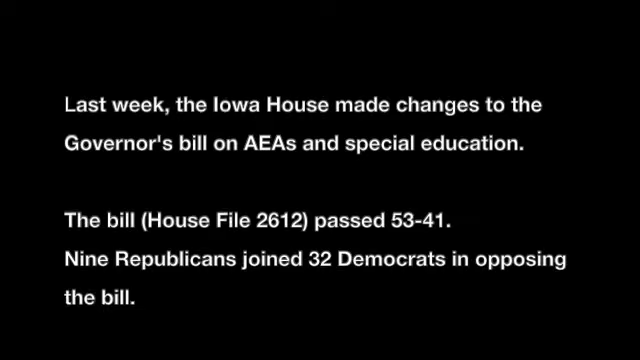 Last week, the Iowa House made changes to the
Governor's bill on AEAs and special education.
The bill (House File 2612) passed 53-41.
Nine Republicans joined 32 Democrats in opposing
the bill.